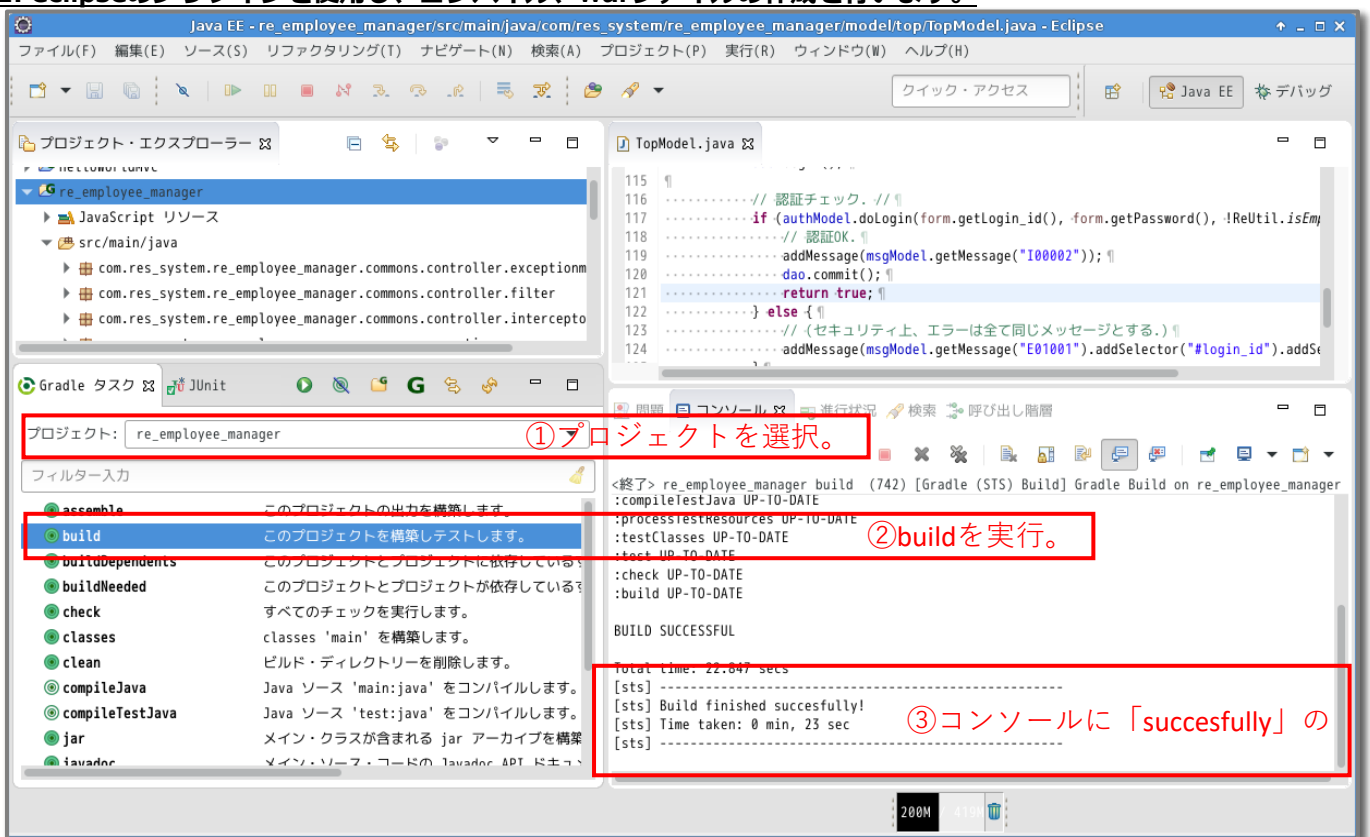 Java EE - re_employee_manager/src/main/java/com/res_system/re_employee_manager/model/top/TopModel.java - Eclipse
ファイル(F) 編集(E) ソース(S) リファクタリング(T) ナビゲート(N) 検索(A) プロジェクト(P) 実行(R) ウィンドウ(W) ヘルプ(H)
クイック・アクセス
Java EE
デバッグ
プロジェクト・エクスプローラー
re_employee_manager
JavaScript リソース
src/main/java
com.res_system.re_employee_manager.commons.controller.exceptionm
com.res_system.re_employee_manager.commons.controller.filter
com.res_system.re_employee_manager.commons.controller.intercepto
TopModel.java
115
116 // 認証チェック. //
117 if (authModel.doLogin(form.getLogin_id(), form.getPassword(), !ReUtil.isEmp
118 // 認証OK.
119 addMessage(msgModel.getMessage("I00002"));
120 dao.commit();
121 return true;
122 } else {
123 // (セキュリティ上、エラーは全て同じメッセージとする.)
124 addMessage(msgModel.getMessage("E01001").addSelector("#login_id").addSe
Gradle タスク JUnit
プロジェクト: re_employee_manager
①プロジェクトを選択。
フィルター入力
assemble このプロジェクトの出力を構築します。
build このプロジェクトを構築しテストします。
②buildを実行。
buildDependents このプロジェクトとプロジェクトに依存している
buildNeeded このプロジェクトとプロジェクトが依存している
check すべてのチェックを実行します。
classes classes 'main' を構築します。
clean ビルド・ディレクトリーを削除します。
compileJava Java ソース 'main:java' をコンパイルします。
compileTestJava Java ソース 'test:java' をコンパイルします。
jar メイン・クラスが含まれる jar アーカイブを構築
javadoc メイン・ソース・コードの Javadoc API ドキュ
問題 コンソール 進行状況 検索 呼び出し階層
<終了> re_employee_manager build (742) [Gradle (STS) Build] Gradle Build on re_employee_manager
:compileTestJava UP-TO-DATE
:processTestResources UP-TO-DATE
:testClasses UP-TO-DATE
:test UP-TO-DATE
:check UP-TO-DATE
:build UP-TO-DATE
BUILD SUCCESSFUL
Total time: 22.847 secs
[sts] -----------------------------------------------------
[sts] Build finished succesfully!
[sts] Time taken: 0 min, 23 sec
[sts] -----------------------------------------------------
③コンソールに「succesfully」の
200M